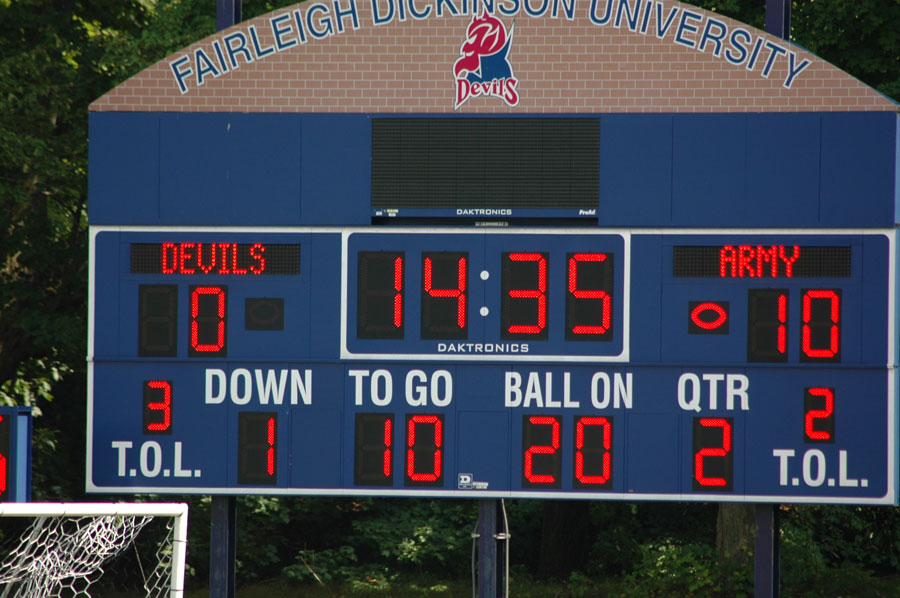 FAIRLEIGH DICKINSON UNIVERSITY
Devils
DAKTRONICS ProAd
DEVILS 14:35 ARMY
0 10
DAKTRONICS
DOWN TO GO BALL ON QTR
3 1 10 20 2 2
T.O.L. T.O.L.